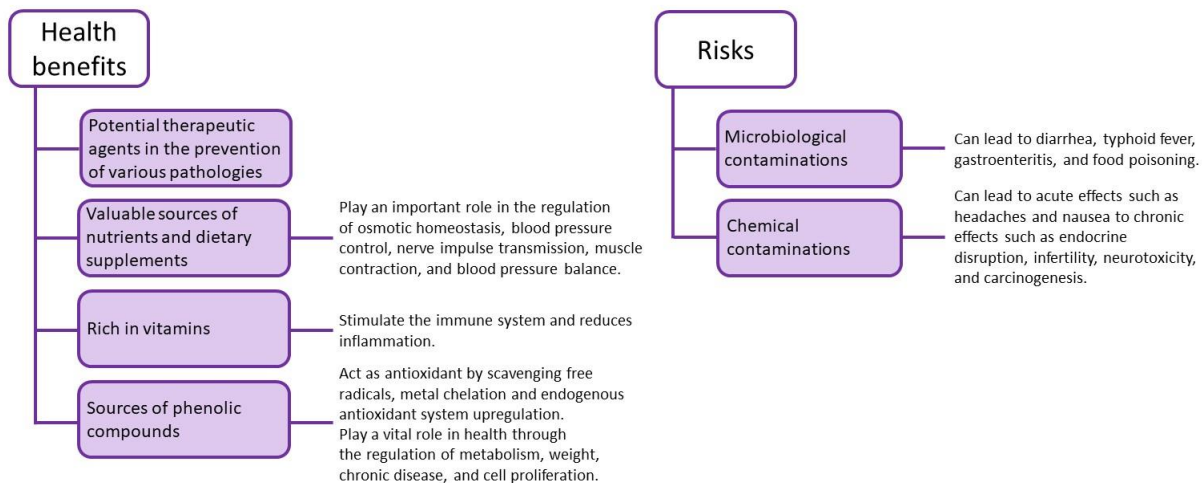 Health
benefits
Potential therapeutic
agents in the prevention
of various pathologies
Valuable sources of
nutrients and dietary
supplements
Play an important role in the regulation
of osmotic homeostasis, blood pressure
control, nerve impulse transmission, muscle
contraction, and blood pressure balance.
Rich in vitamins
Stimulate the immune system and reduces
inflammation.
Sources of phenolic
compounds
Act as antioxidant by scavenging free
radicals, metal chelation and endogenous
antioxidant system upregulation.
Play a vital role in health through
the regulation of metabolism, weight,
chronic disease, and cell proliferation.
Risks
Microbiological
contaminations
Can lead to diarrhea, typhoid fever,
gastroenteritis, and food poisoning.
Chemical
contaminations
Can lead to acute effects such as
headaches and nausea to chronic
effects such as endocrine
disruption, infertility, neurotoxicity,
and carcinogenesis.